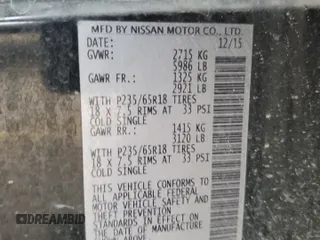 MFD BY NISSAN MOTOR CO., LTD.
DATE: 12/15
GVWR: 2715 KG
5986 LB
GAWR FR.: 1325 KG
2921 LB
WITH P235/65R18 TIRES
18 x 7.5 RIMS AT 33 PSI
COLD SINGLE
GAWR RR.: 1415 KG
3120 LB
WITH P235/65R18 TIRES
18 x 7.5 RIMS AT 33 PSI
COLD SINGLE
THIS VEHICLE CONFORMS TO
ALL APPLICABLE FEDERAL
MOTOR VEHICLE SAFETY AND
THEFT PREVENTION
STANDARDS IN EFFECT ON
THE DATE OF MANUFACTURE
SHOWN ABOVE
AUTOBIDMASTER